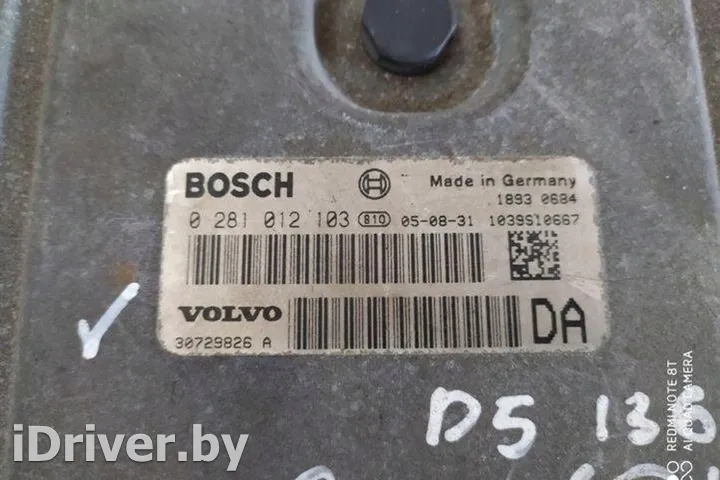 BOSCH
Made in Germany
1893 0684
0 281 012 103 810 05-08-31 1039S10667
VOLVO
DA
30729826 A
D5
REDMI NOTE 8T
AI QUAD CAMERA
iDriver.by